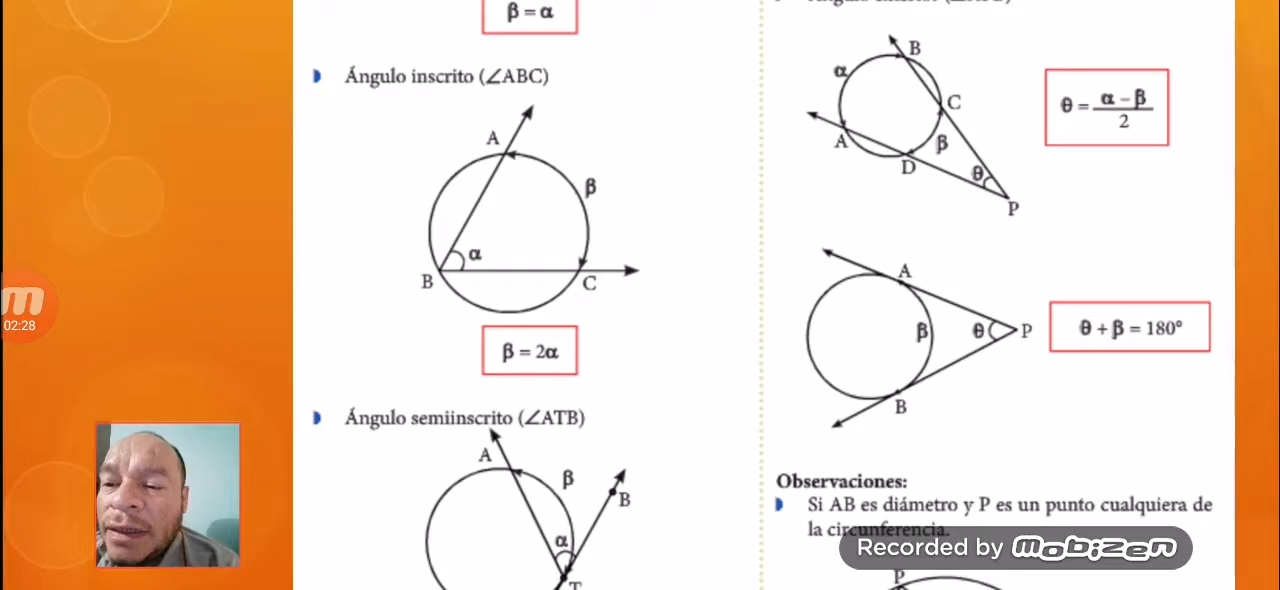 β = α
Ángulo inscrito (∠ABC)
A
β
α
B
C
β = 2α
Ángulo semiinscrito (∠ATB)
A
β
B
α
T
B
α
C
A
β
D
θ
P
θ = α – β
2
A
β
θ
P
B
θ + β = 180°
Observaciones:
Si AB es diámetro y P es un punto cualquiera de
la circunferencia.
P
02:28
Recorded by mobizen